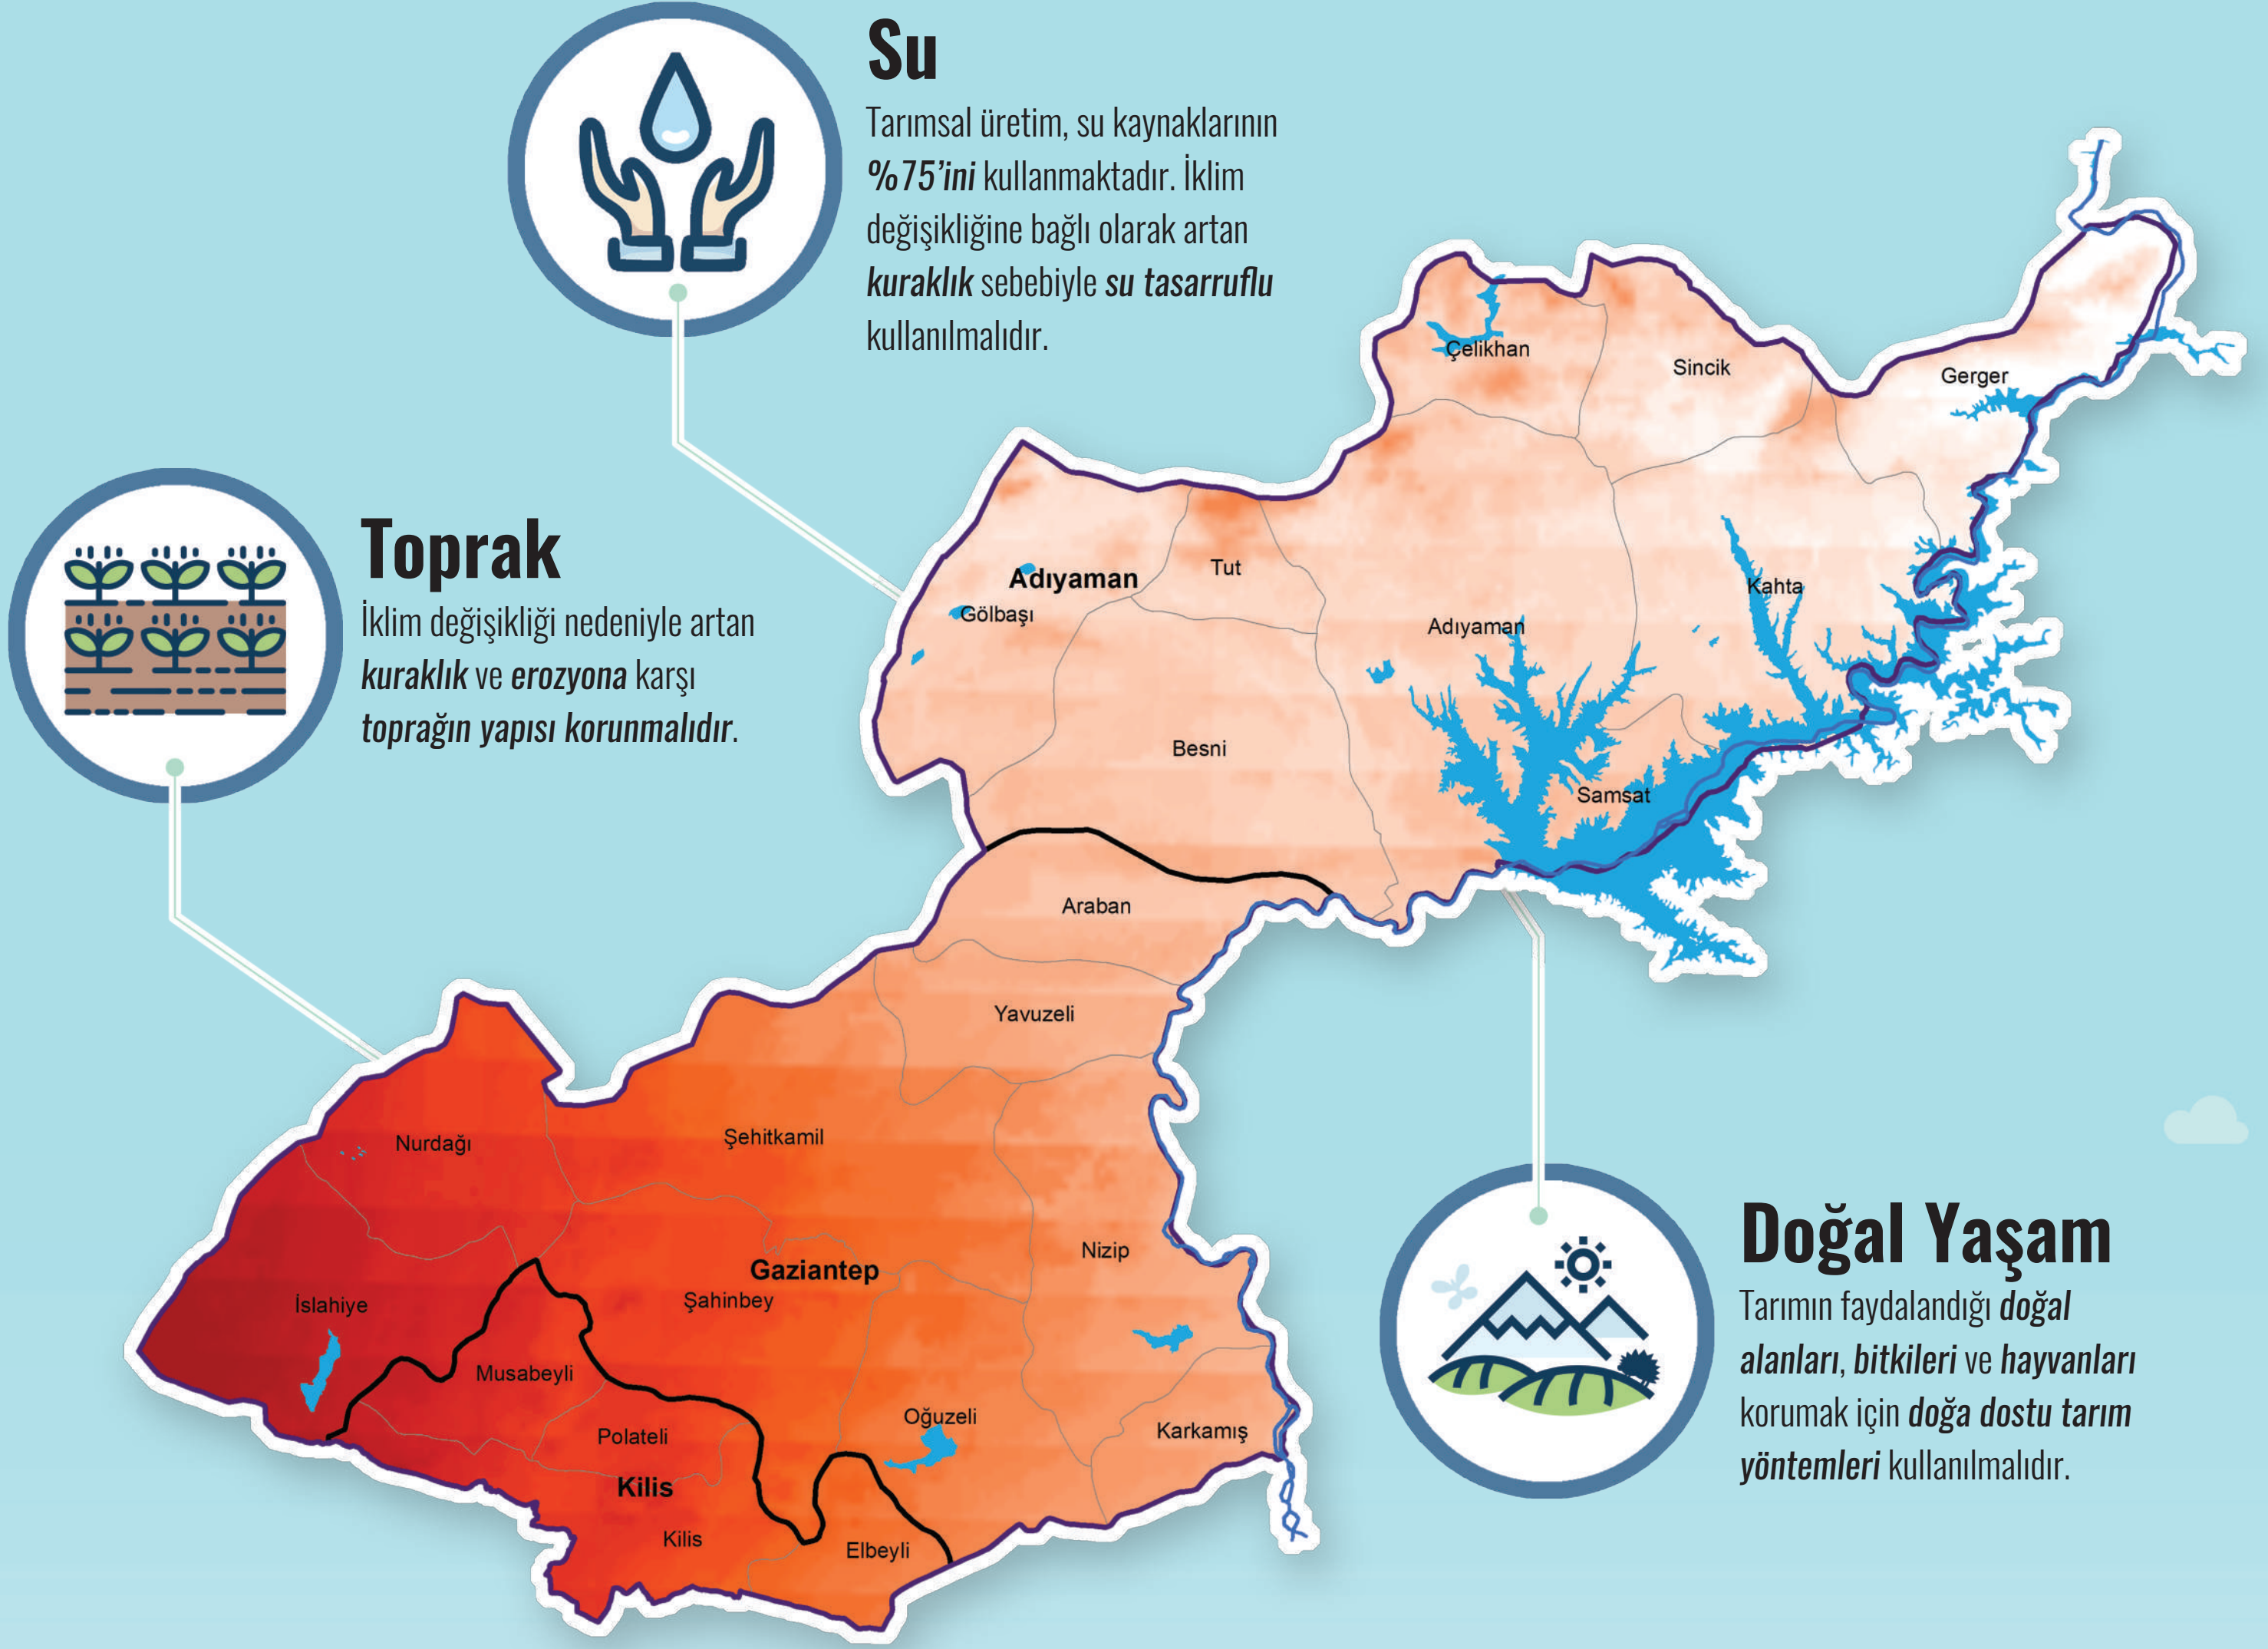 Su
Tarımsal üretim, su kaynaklarının
%75’ini kullanmaktadır. İklim
değişikliğine bağlı olarak artan
kuraklık sebebiyle su tasarruflu
kullanılmalıdır.
Toprak
İklim değişikliği nedeniyle artan
kuraklık ve erozyona karşı
toprağın yapısı korunmalıdır.
Çelikhan
Sincik
Gerger
Adıyaman
Tut
Gölbaşı
Kahta
Adıyaman
Besni
Samsat
Araban
Yavuzeli
Nurdağı
Şehitkamil
Nizip
Gaziantep
Şahinbey
İslahiye
Musabeyli
Oğuzeli
Karkamış
Polateli
Kilis
Kilis
Elbeyli
Doğal Yaşam
Tarımın faydalandığı doğal
alanları, bitkileri ve hayvanları
korumak için doğa dostu tarım
yöntemleri kullanılmalıdır.